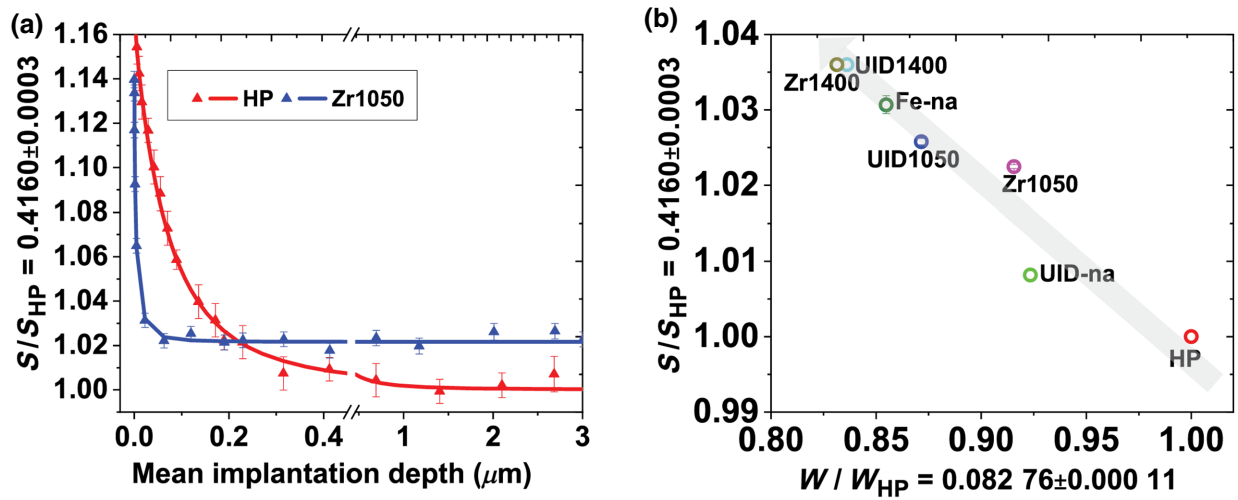 (a)
1.16
1.14
1.12
1.10
1.08
1.06
1.04
1.02
1.00
S/S_HP = 0.4160±0.0003
HP Zr1050
0.0 0.2 0.4 1 2 3
Mean implantation depth (μm)
(b)
1.04
1.03
1.02
1.01
1.00
0.99
S/S_HP = 0.4160±0.0003
UID1400
Zr1400
Fe-na
UID1050
Zr1050
UID-na
HP
0.80 0.85 0.90 0.95 1.00
W / W_HP = 0.082 76±0.000 11